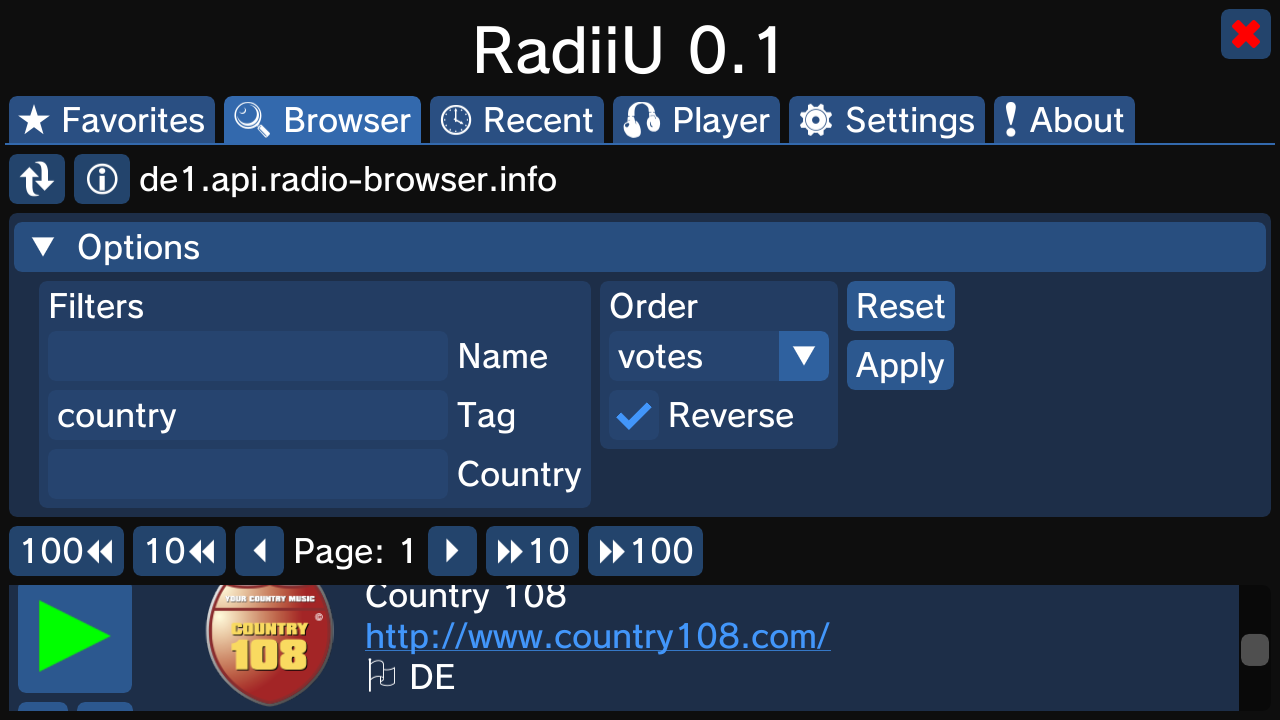 RadiiU 0.1
Favorites Browser Recent Player Settings About
de1.api.radio-browser.info
Options
Filters
Name
country Tag
Country
Order
votes
Reverse
Reset
Apply
100 10 Page: 1 10 100
YOUR COUNTRY MUSIC
©
COUNTRY
108
Country 108
http://www.country108.com/
DE